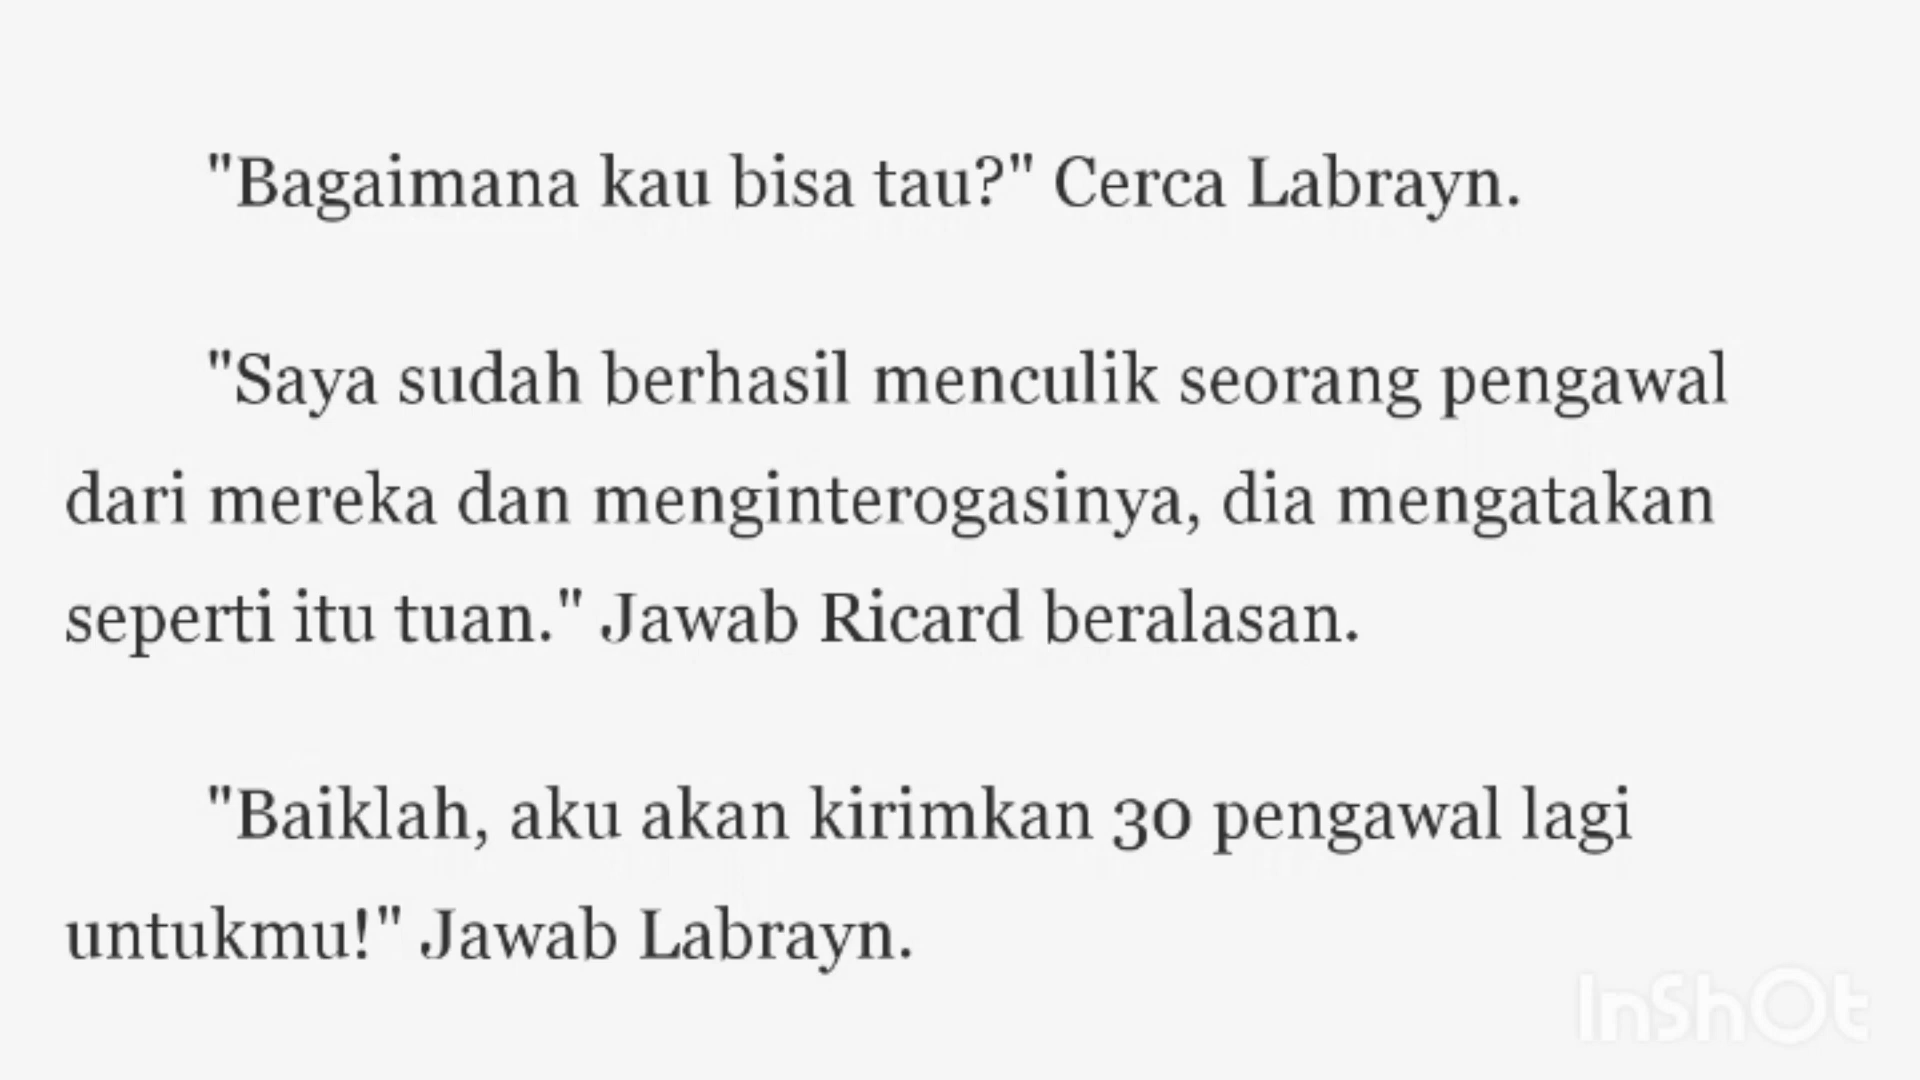 "Bagaimana kau bisa tau?" Cerca Labrayn.
"Saya sudah berhasil menculik seorang pengawal
dari mereka dan menginterogasinya, dia mengatakan
seperti itu tuan." Jawab Ricard beralasan.
"Baiklah, aku akan kirimkan 30 pengawal lagi
untukmu!" Jawab Labrayn.
InShOt